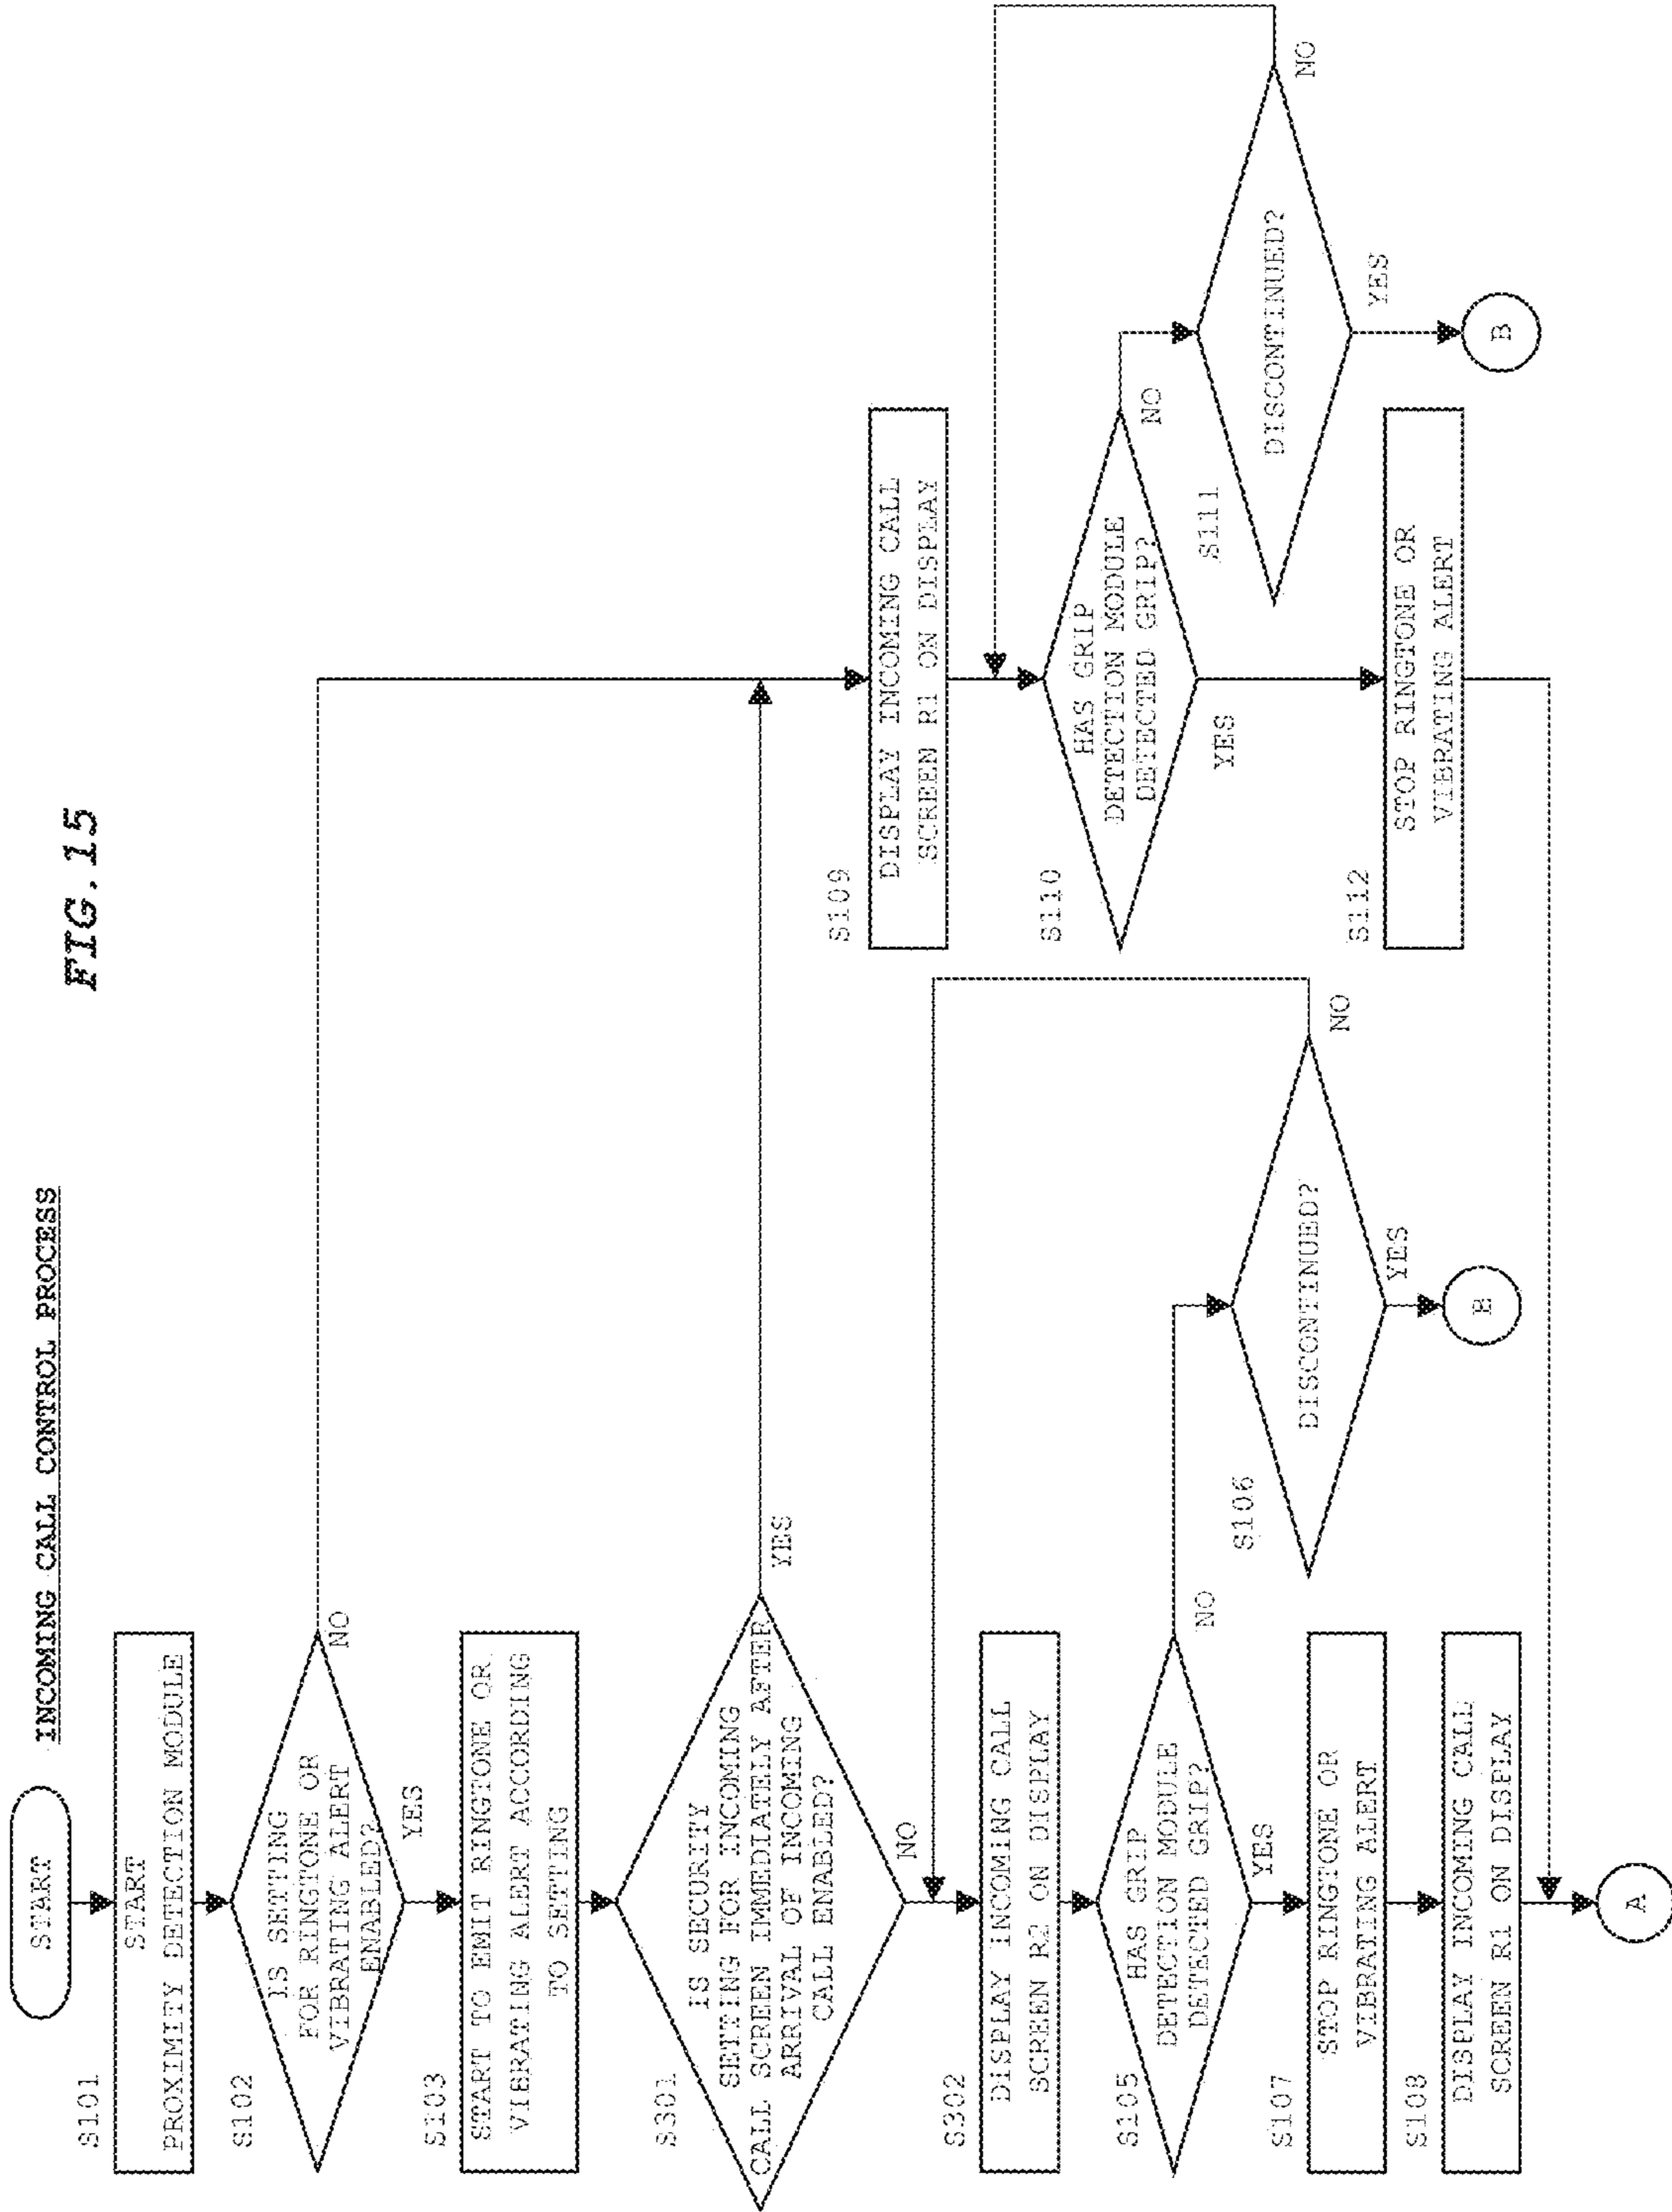 FIG.15
INCOMING CALL CONTROL PROCESS
START
S101
START
PROXIMITY DETECTION MODULE
S102
IS SETTING
FOR RINGTONE OR
VIBRATING ALERT
ENABLED?
NO
YES
S103
START TO EMIT RINGTONE OR
VIBRATING ALERT ACCORDING
TO SETTING
S301
IS SECURITY
SETTING FOR INCOMING
CALL SCREEN IMMEDIATELY AFTER
ARRIVAL OF INCOMING
CALL ENABLED?
YES
NO
S302
DISPLAY INCOMING CALL
SCREEN R2 ON DISPLAY
S105
HAS GRIP
DETECTION MODULE
DETECTED GRIP?
NO
YES
S106
DISCONTINUED?
NO
YES
B
S107
STOP RINGTONE OR
VIBRATING ALERT
S108
DISPLAY INCOMING CALL
SCREEN R1 ON DISPLAY
A
S109
DISPLAY INCOMING CALL
SCREEN R1 ON DISPLAY
S110
HAS GRIP
DETECTION MODULE
DETECTED GRIP?
NO
YES
S111
DISCONTINUED?
NO
YES
B
S112
STOP RINGTONE OR
VIBRATING ALERT